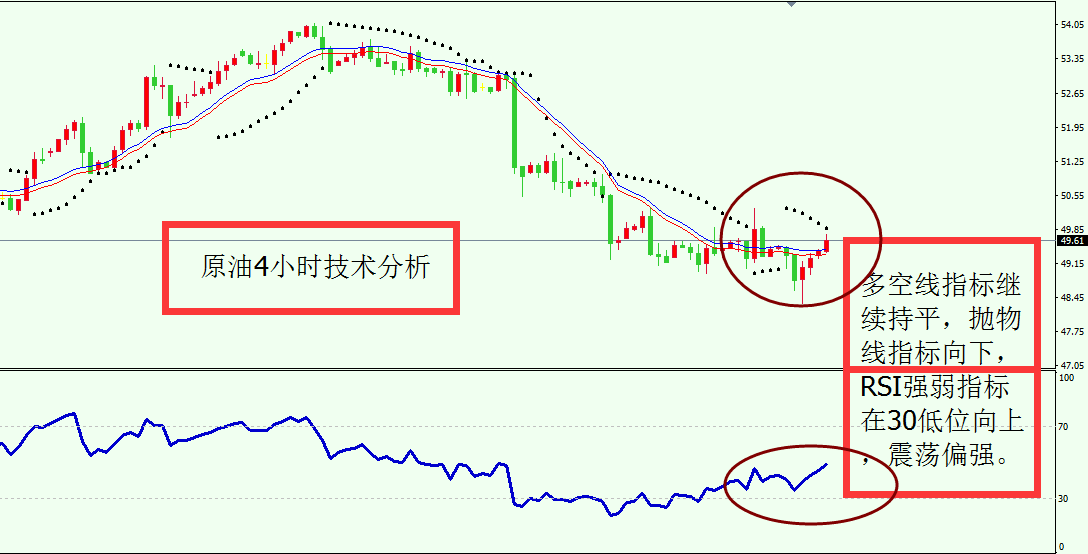 54.05
53.35
52.65
51.95
51.25
50.55
49.85
49.61
49.15
48.45
47.75
47.05
原油4小时技术分析
多空线指标继
续持平，抛物
线指标向下，
RSI强弱指标
在30低位向上
，震荡偏强。
100
70
30
0